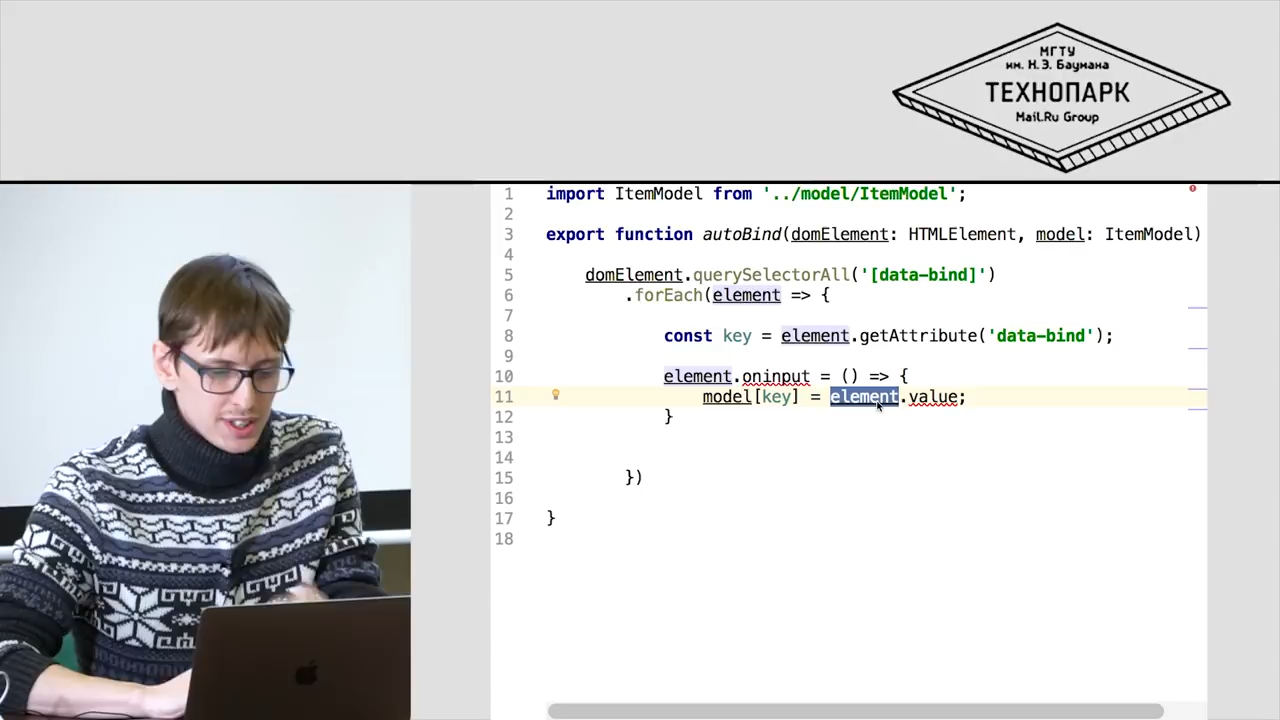 МГТУ
им. Н.Э. Баумана
ТЕХНОПАРК
Mail.Ru Group
1 import ItemModel from '../model/ItemModel';
2
3 export function autoBind(domElement: HTMLElement, model: ItemModel)
4
5 domElement.querySelectorAll('[data-bind]')
6 .forEach(element => {
7
8 const key = element.getAttribute('data-bind');
9
10 element.oninput = () => {
11 model[key] = element.value;
12 }
13
14
15 })
16
17 }
18